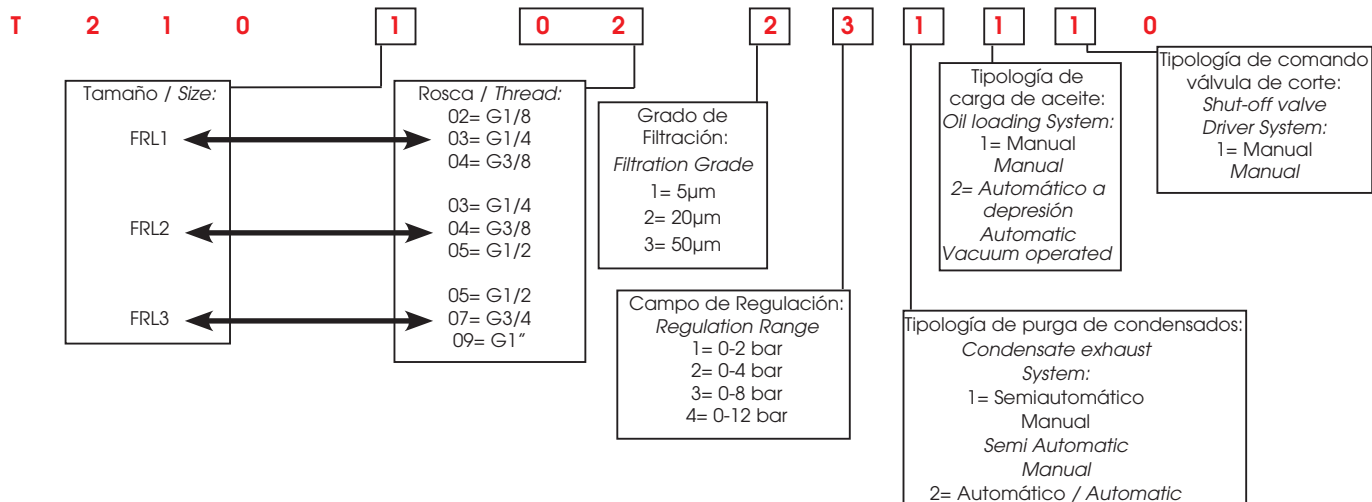 T 2 1 0 1 0 2 2 3 1 1 1 0
Tamaño / Size:
FRL1
FRL2
FRL3
Rosca / Thread:
02= G1/8
03= G1/4
04= G3/8
03= G1/4
04= G3/8
05= G1/2
05= G1/2
07= G3/4
09= G1"
Grado de
Filtración:
Filtration Grade
1= 5µm
2= 20µm
3= 50µm
Campo de Regulación:
Regulation Range
1= 0-2 bar
2= 0-4 bar
3= 0-8 bar
4= 0-12 bar
Tipología de purga de condensados:
Condensate exhaust
System:
1= Semiautomático
Manual
Semi Automatic
Manual
2= Automático / Automatic
Tipología de
carga de aceite:
Oil loading System:
1= Manual
Manual
2= Automático a
depresión
Automatic
Vacuum operated
Tipología de comando
válvula de corte:
Shut-off valve
Driver System:
1= Manual
Manual